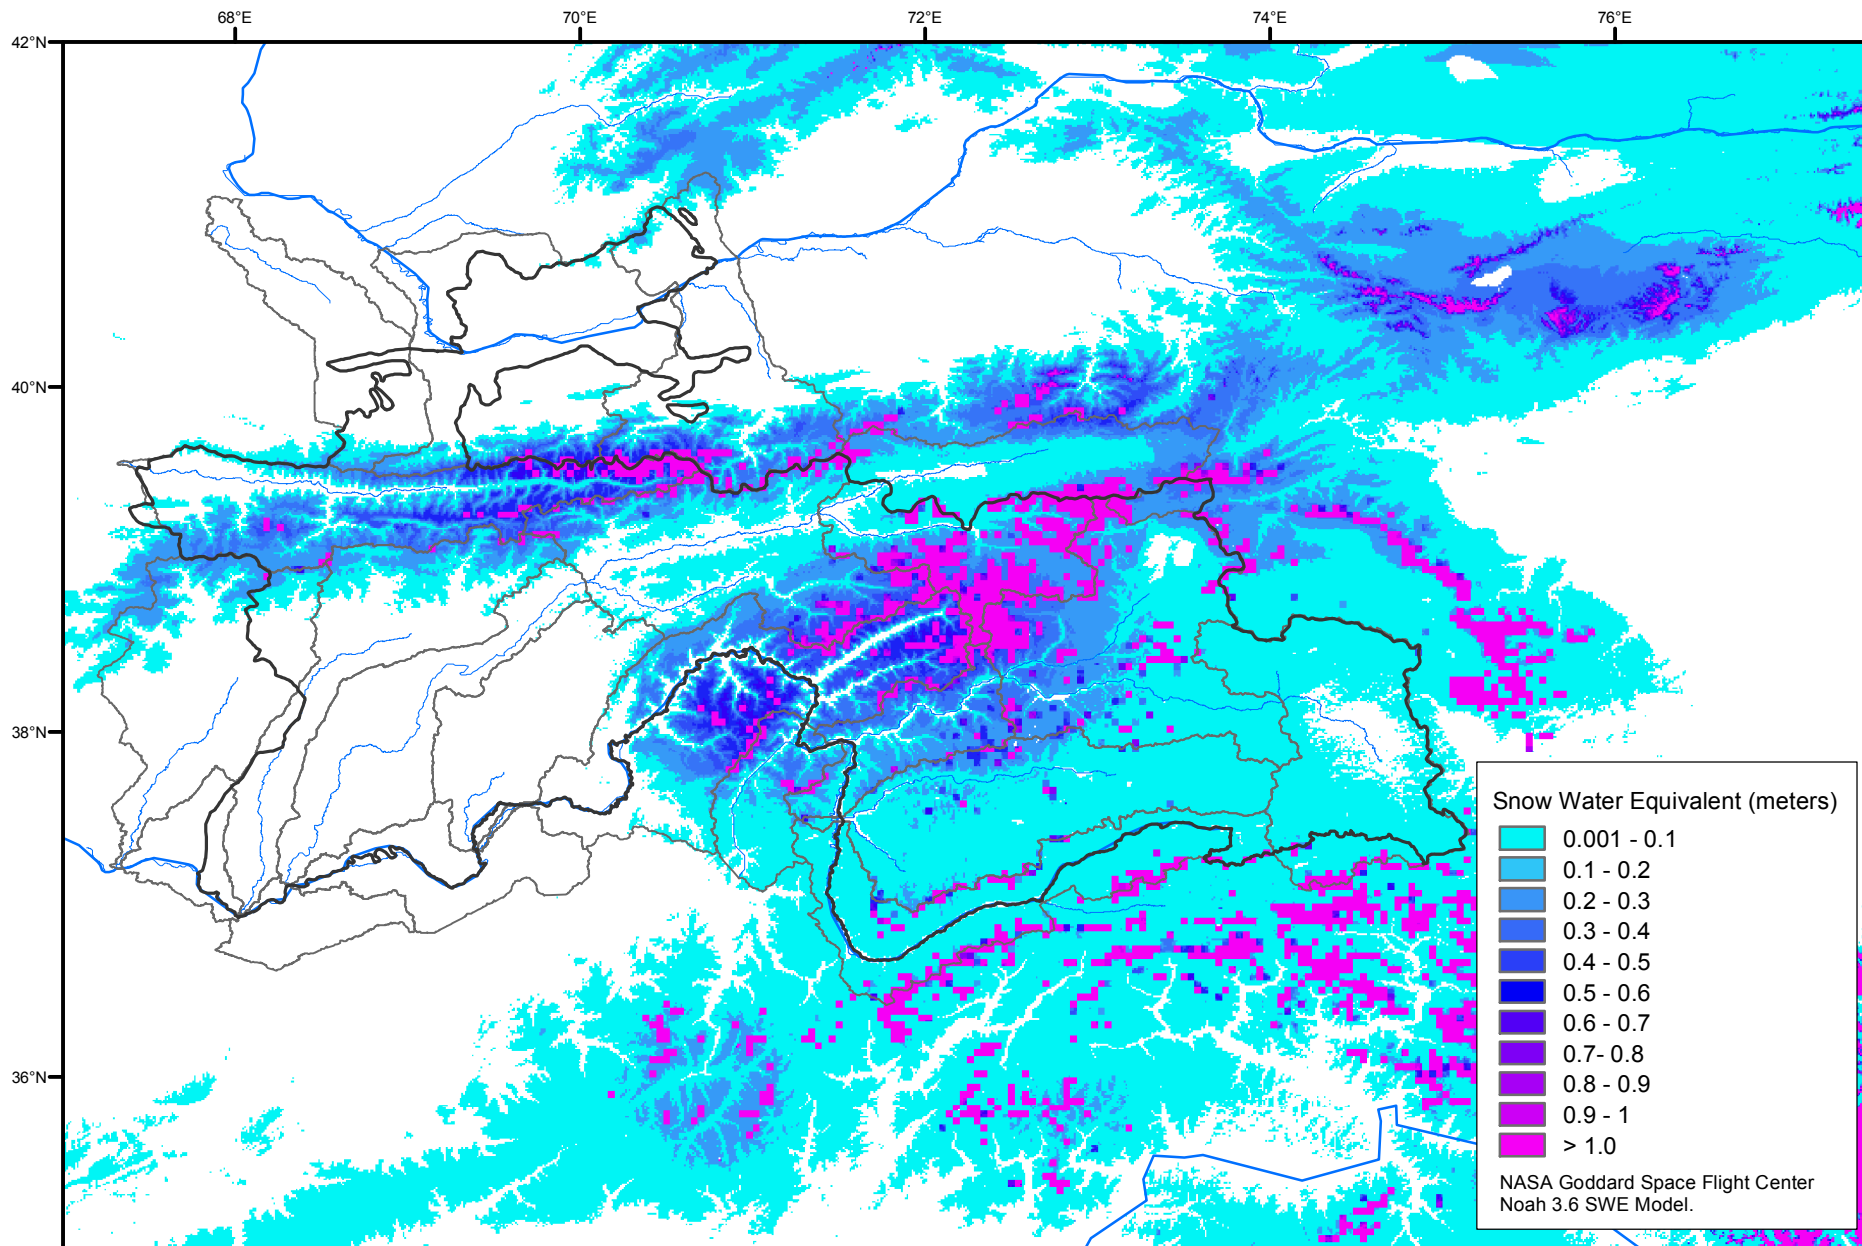 68°E 70°E 72°E 74°E 76°E
42°N
40°N
38°N
36°N
Snow Water Equivalent (meters)
0.001 - 0.1
0.1 - 0.2
0.2 - 0.3
0.3 - 0.4
0.4 - 0.5
0.5 - 0.6
0.6 - 0.7
0.7- 0.8
0.8 - 0.9
0.9 - 1
> 1.0
NASA Goddard Space Flight Center
Noah 3.6 SWE Model.